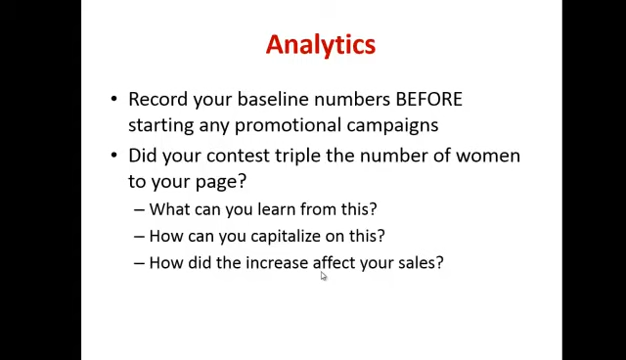 Analytics
• Record your baseline numbers BEFORE
starting any promotional campaigns
• Did your contest triple the number of women
to your page?
– What can you learn from this?
– How can you capitalize on this?
– How did the increase affect your sales?